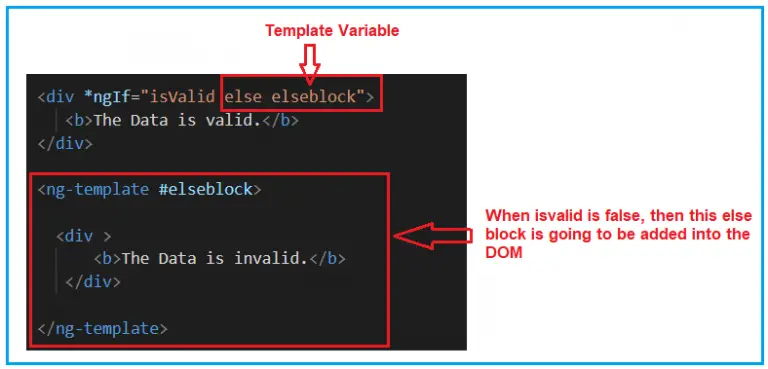 Template Variable
<div *ngIf="isValid else elseblock">
<b>The Data is valid.</b>
</div>
<ng-template #elseblock>
<div >
<b>The Data is invalid.</b>
</div>
</ng-template>
When isvalid is false, then this else
block is going to be added into the
DOM